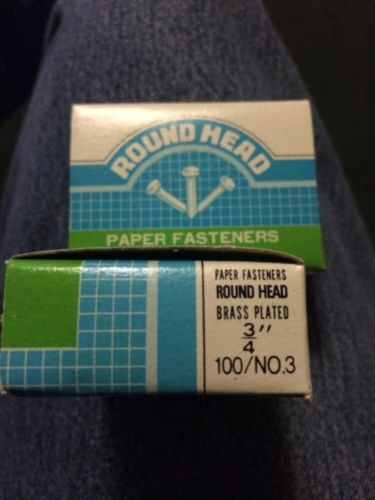 ROUND HEAD
PAPER FASTENERS
PAPER FASTENERS
ROUND HEAD
BRASS PLATED
3/4"
100/NO.3